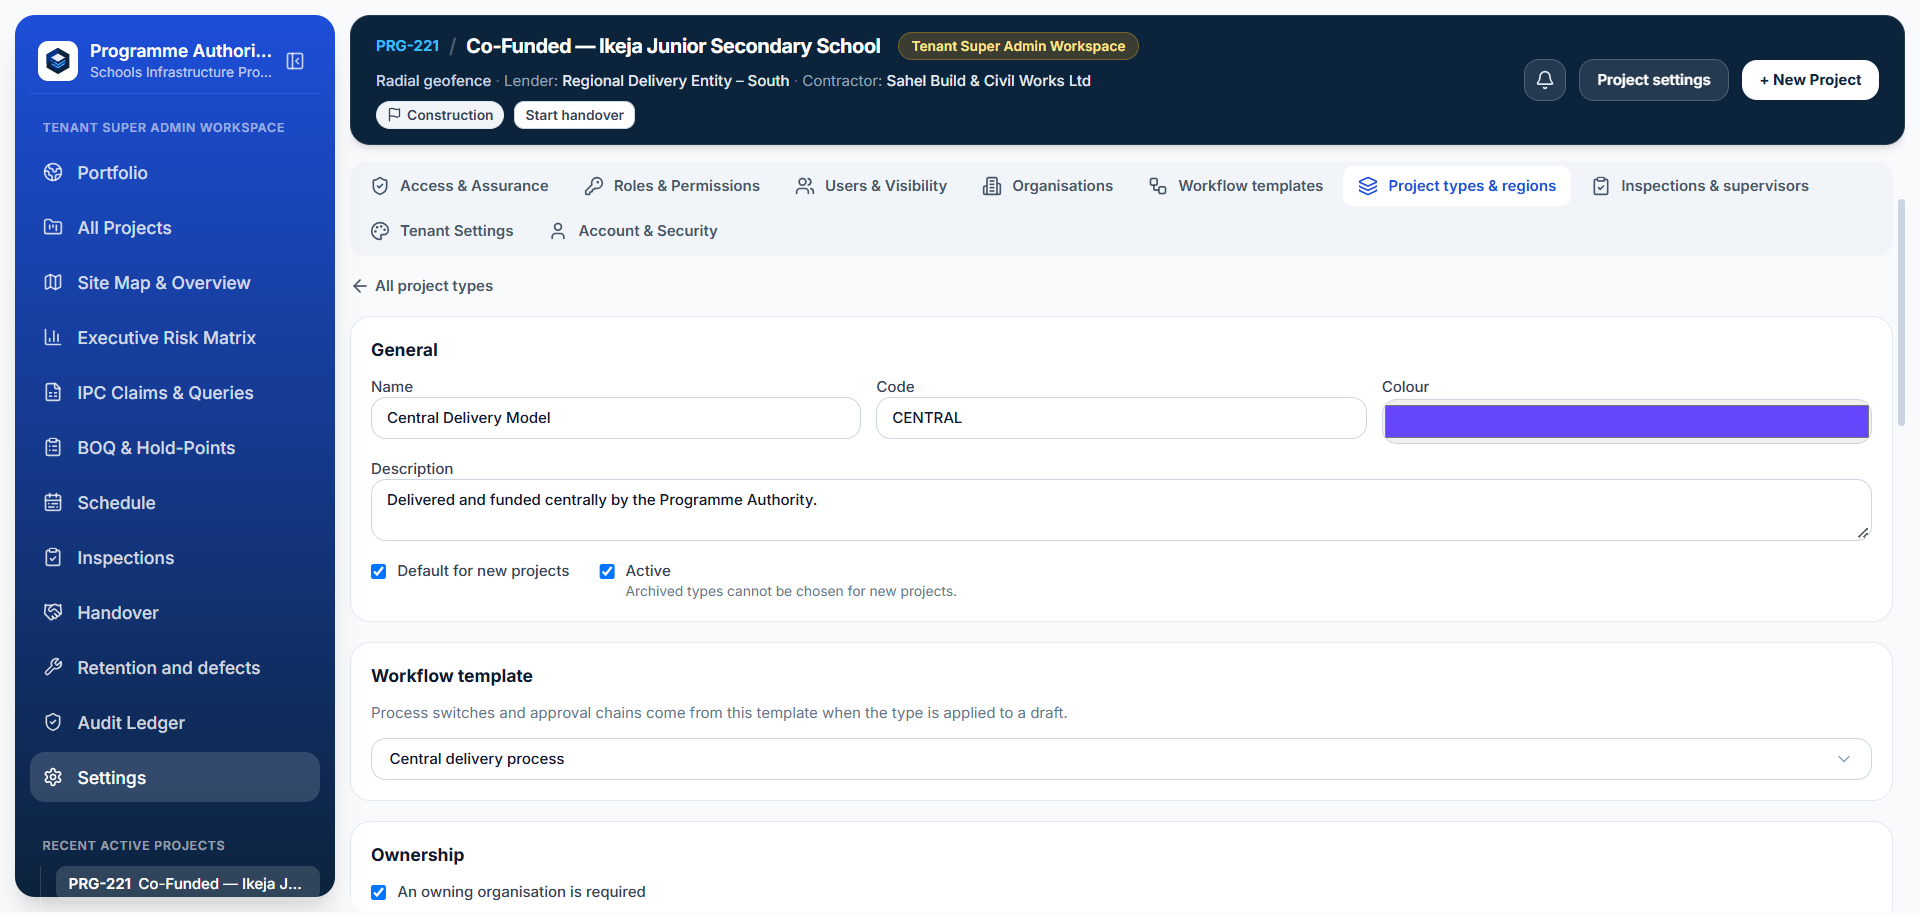 Programme Authori...
Schools Infrastructure Pro...
TENANT SUPER ADMIN WORKSPACE
Portfolio
All Projects
Site Map & Overview
Executive Risk Matrix
IPC Claims & Queries
BOQ & Hold-Points
Schedule
Inspections
Handover
Retention and defects
Audit Ledger
Settings
RECENT ACTIVE PROJECTS
PRG-221 Co-Funded — Ikeja J...
PRG-221 / Co-Funded — Ikeja Junior Secondary School Tenant Super Admin Workspace
Radial geofence · Lender: Regional Delivery Entity – South · Contractor: Sahel Build & Civil Works Ltd
Construction Start handover
Project settings + New Project
Access & Assurance Roles & Permissions Users & Visibility Organisations Workflow templates Project types & regions Inspections & supervisors
Tenant Settings Account & Security
All project types
General
Name Code Colour
Central Delivery Model CENTRAL
Description
Delivered and funded centrally by the Programme Authority.
Default for new projects Active
Archived types cannot be chosen for new projects.
Workflow template
Process switches and approval chains come from this template when the type is applied to a draft.
Central delivery process
Ownership
An owning organisation is required